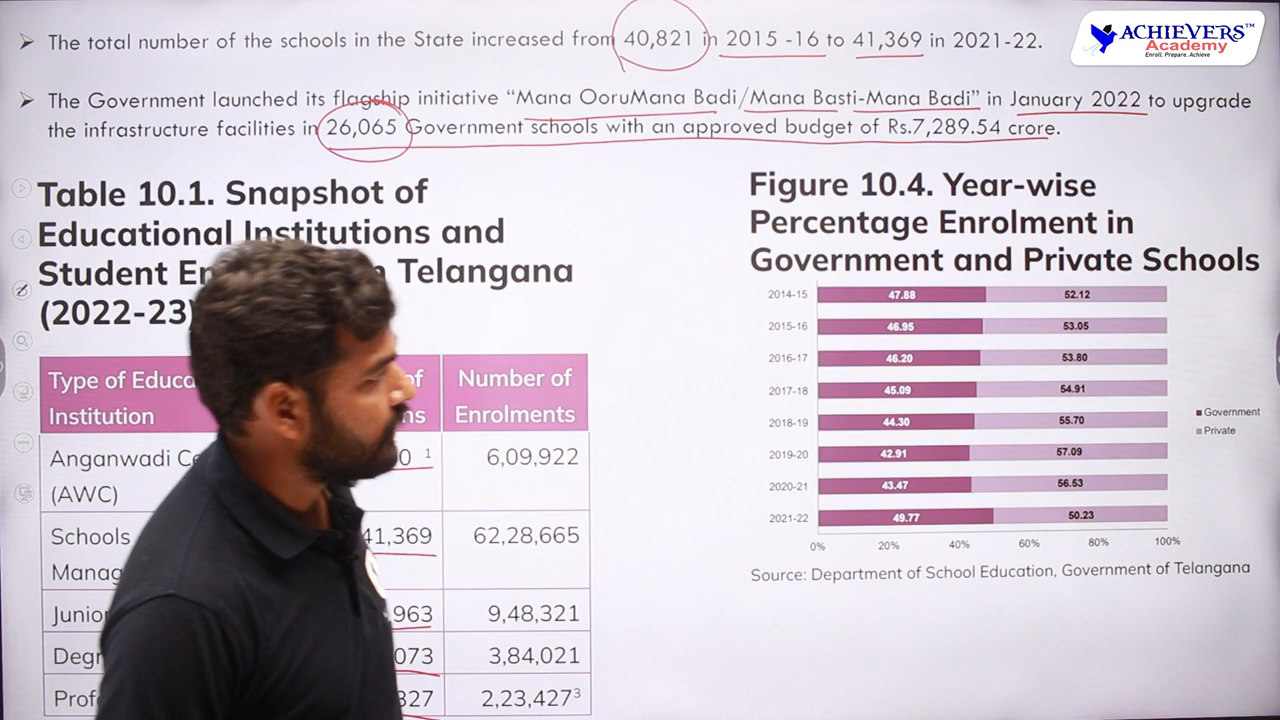 The total number of the schools in the State increased from 40,821 in 2015 -16 to 41,369 in 2021-22.
ACHIEVERS™
Academy
Enroll. Prepare. Achieve
The Government launched its flagship initiative “Mana OoruMana Badi/Mana Basti-Mana Badi” in January 2022 to upgrade
the infrastructure facilities in 26,065 Government schools with an approved budget of Rs.7,289.54 crore.
Table 10.1. Snapshot of
Educational Institutions and
Student Telangana
(2022-23)
Type of
Institution
Number of
Enrolments
Anganwadi
(AWC)
0 ¹ 6,09,922
Schools 41,369 62,28,665
963 9,48,321
073 3,84,021
327 2,23,427³
Figure 10.4. Year-wise
Percentage Enrolment in
Government and Private Schools
2014-15 47.88 52.12
2015-16 46.95 53.05
2016-17 46.20 53.80
2017-18 45.09 54.91
2018-19 44.30 55.70
2019-20 42.91 57.09
2020-21 43.47 56.53
2021-22 49.77 50.23
0% 20% 40% 60% 80% 100%
Government
Private
Source: Department of School Education, Government of Telangana